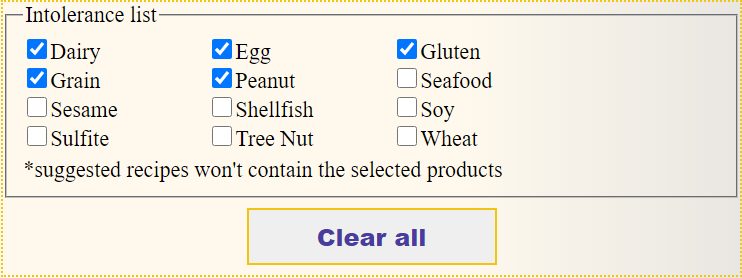 Intolerance list
Dairy Egg Gluten
Grain Peanut Seafood
Sesame Shellfish Soy
Sulfite Tree Nut Wheat
*suggested recipes won't contain the selected products
Clear all